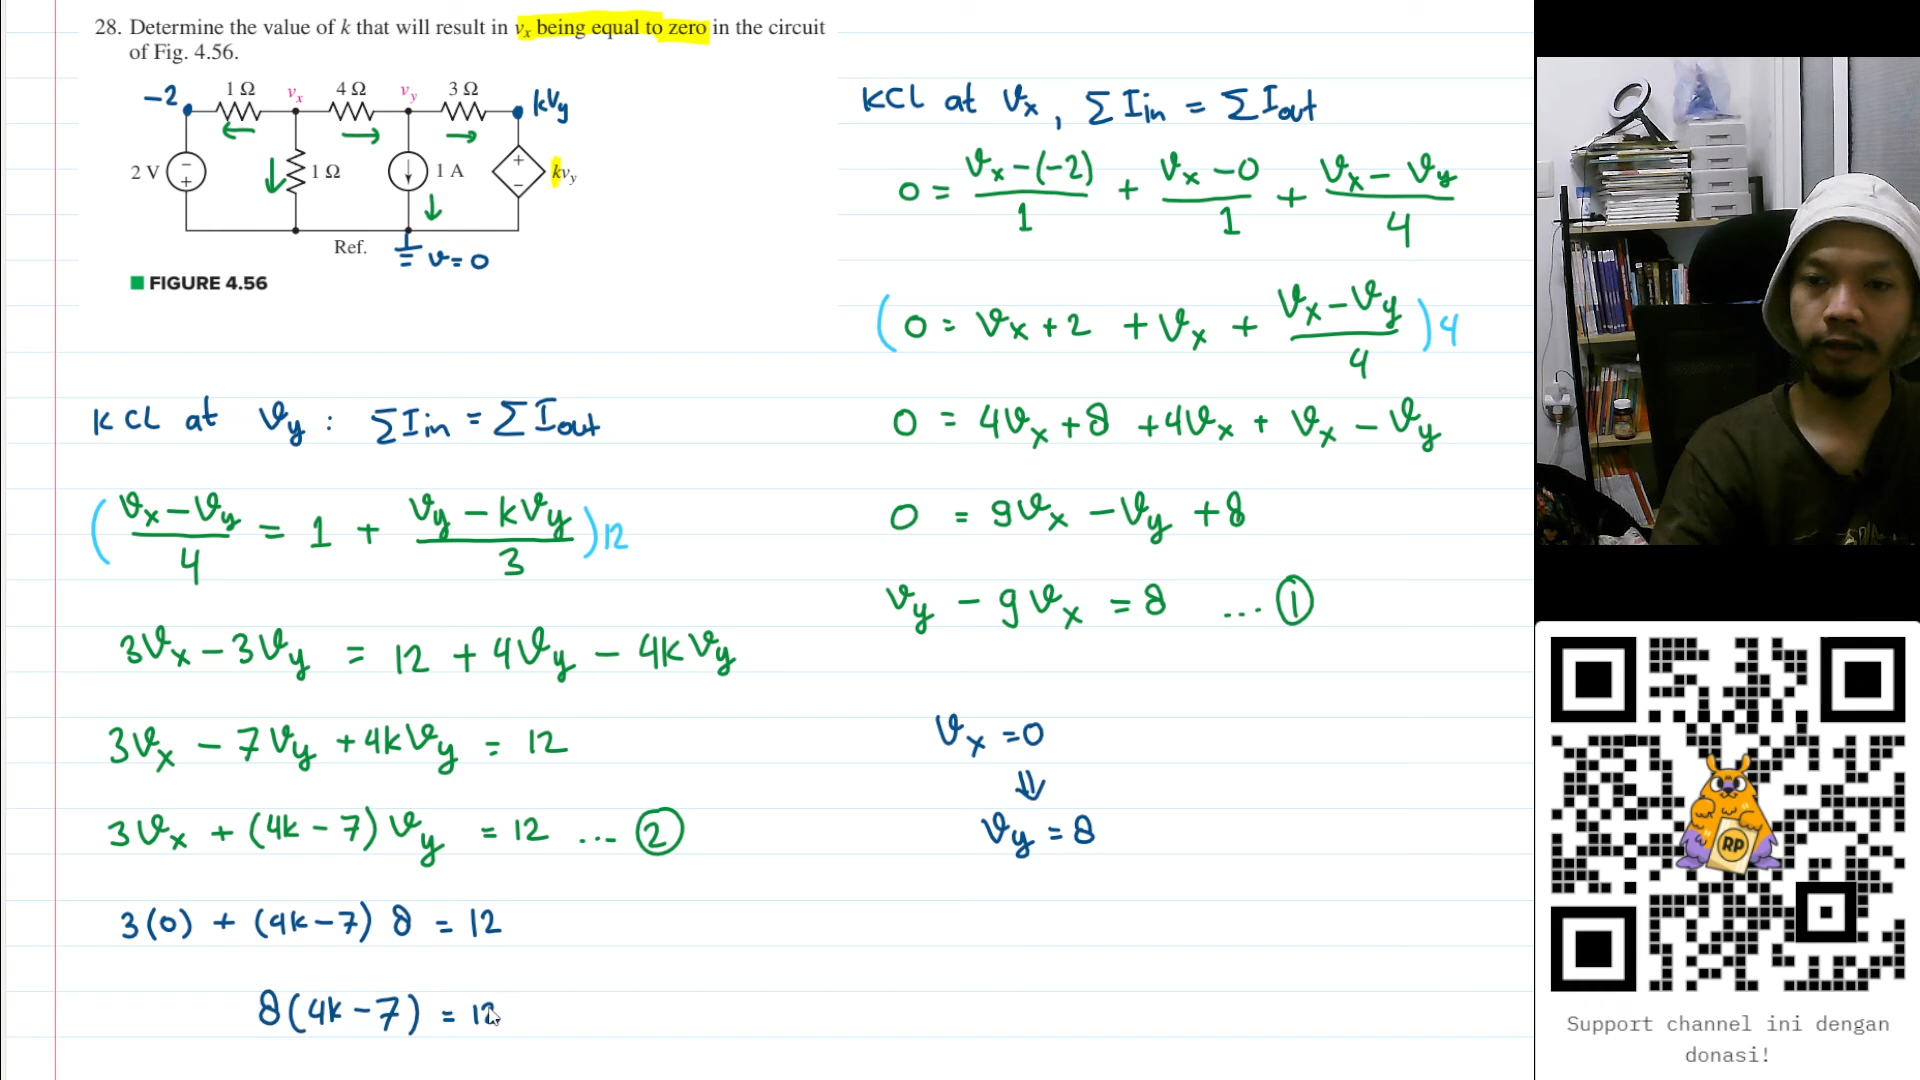 28. Determine the value of k that will result in vx being equal to zero in the circuit
of Fig. 4.56.
-2 1 Ω vx 4 Ω vy 3 Ω kvy
2 V - + 1 Ω 1 A + - kvy
Ref. v=0
FIGURE 4.56
KCL at vy : ΣIin = ΣIout
( (vx - vy)/4 = 1 + (vy - kvy)/3 ) 12
3vx - 3vy = 12 + 4vy - 4kvy
3vx - 7vy + 4kvy = 12
3vx + (4k - 7) vy = 12 ... ②
3(0) + (4k - 7) 8 = 12
8(4k - 7) = 12
KCL at vx , ΣIin = ΣIout
0 = (vx - (-2))/1 + (vx - 0)/1 + (vx - vy)/4
( 0 = vx + 2 + vx + (vx - vy)/4 ) 4
0 = 4vx + 8 + 4vx + vx - vy
0 = 9vx - vy + 8
vy - 9vx = 8 ... ①
vx = 0
⇓
vy = 8
RP
Support channel ini dengan
donasi!